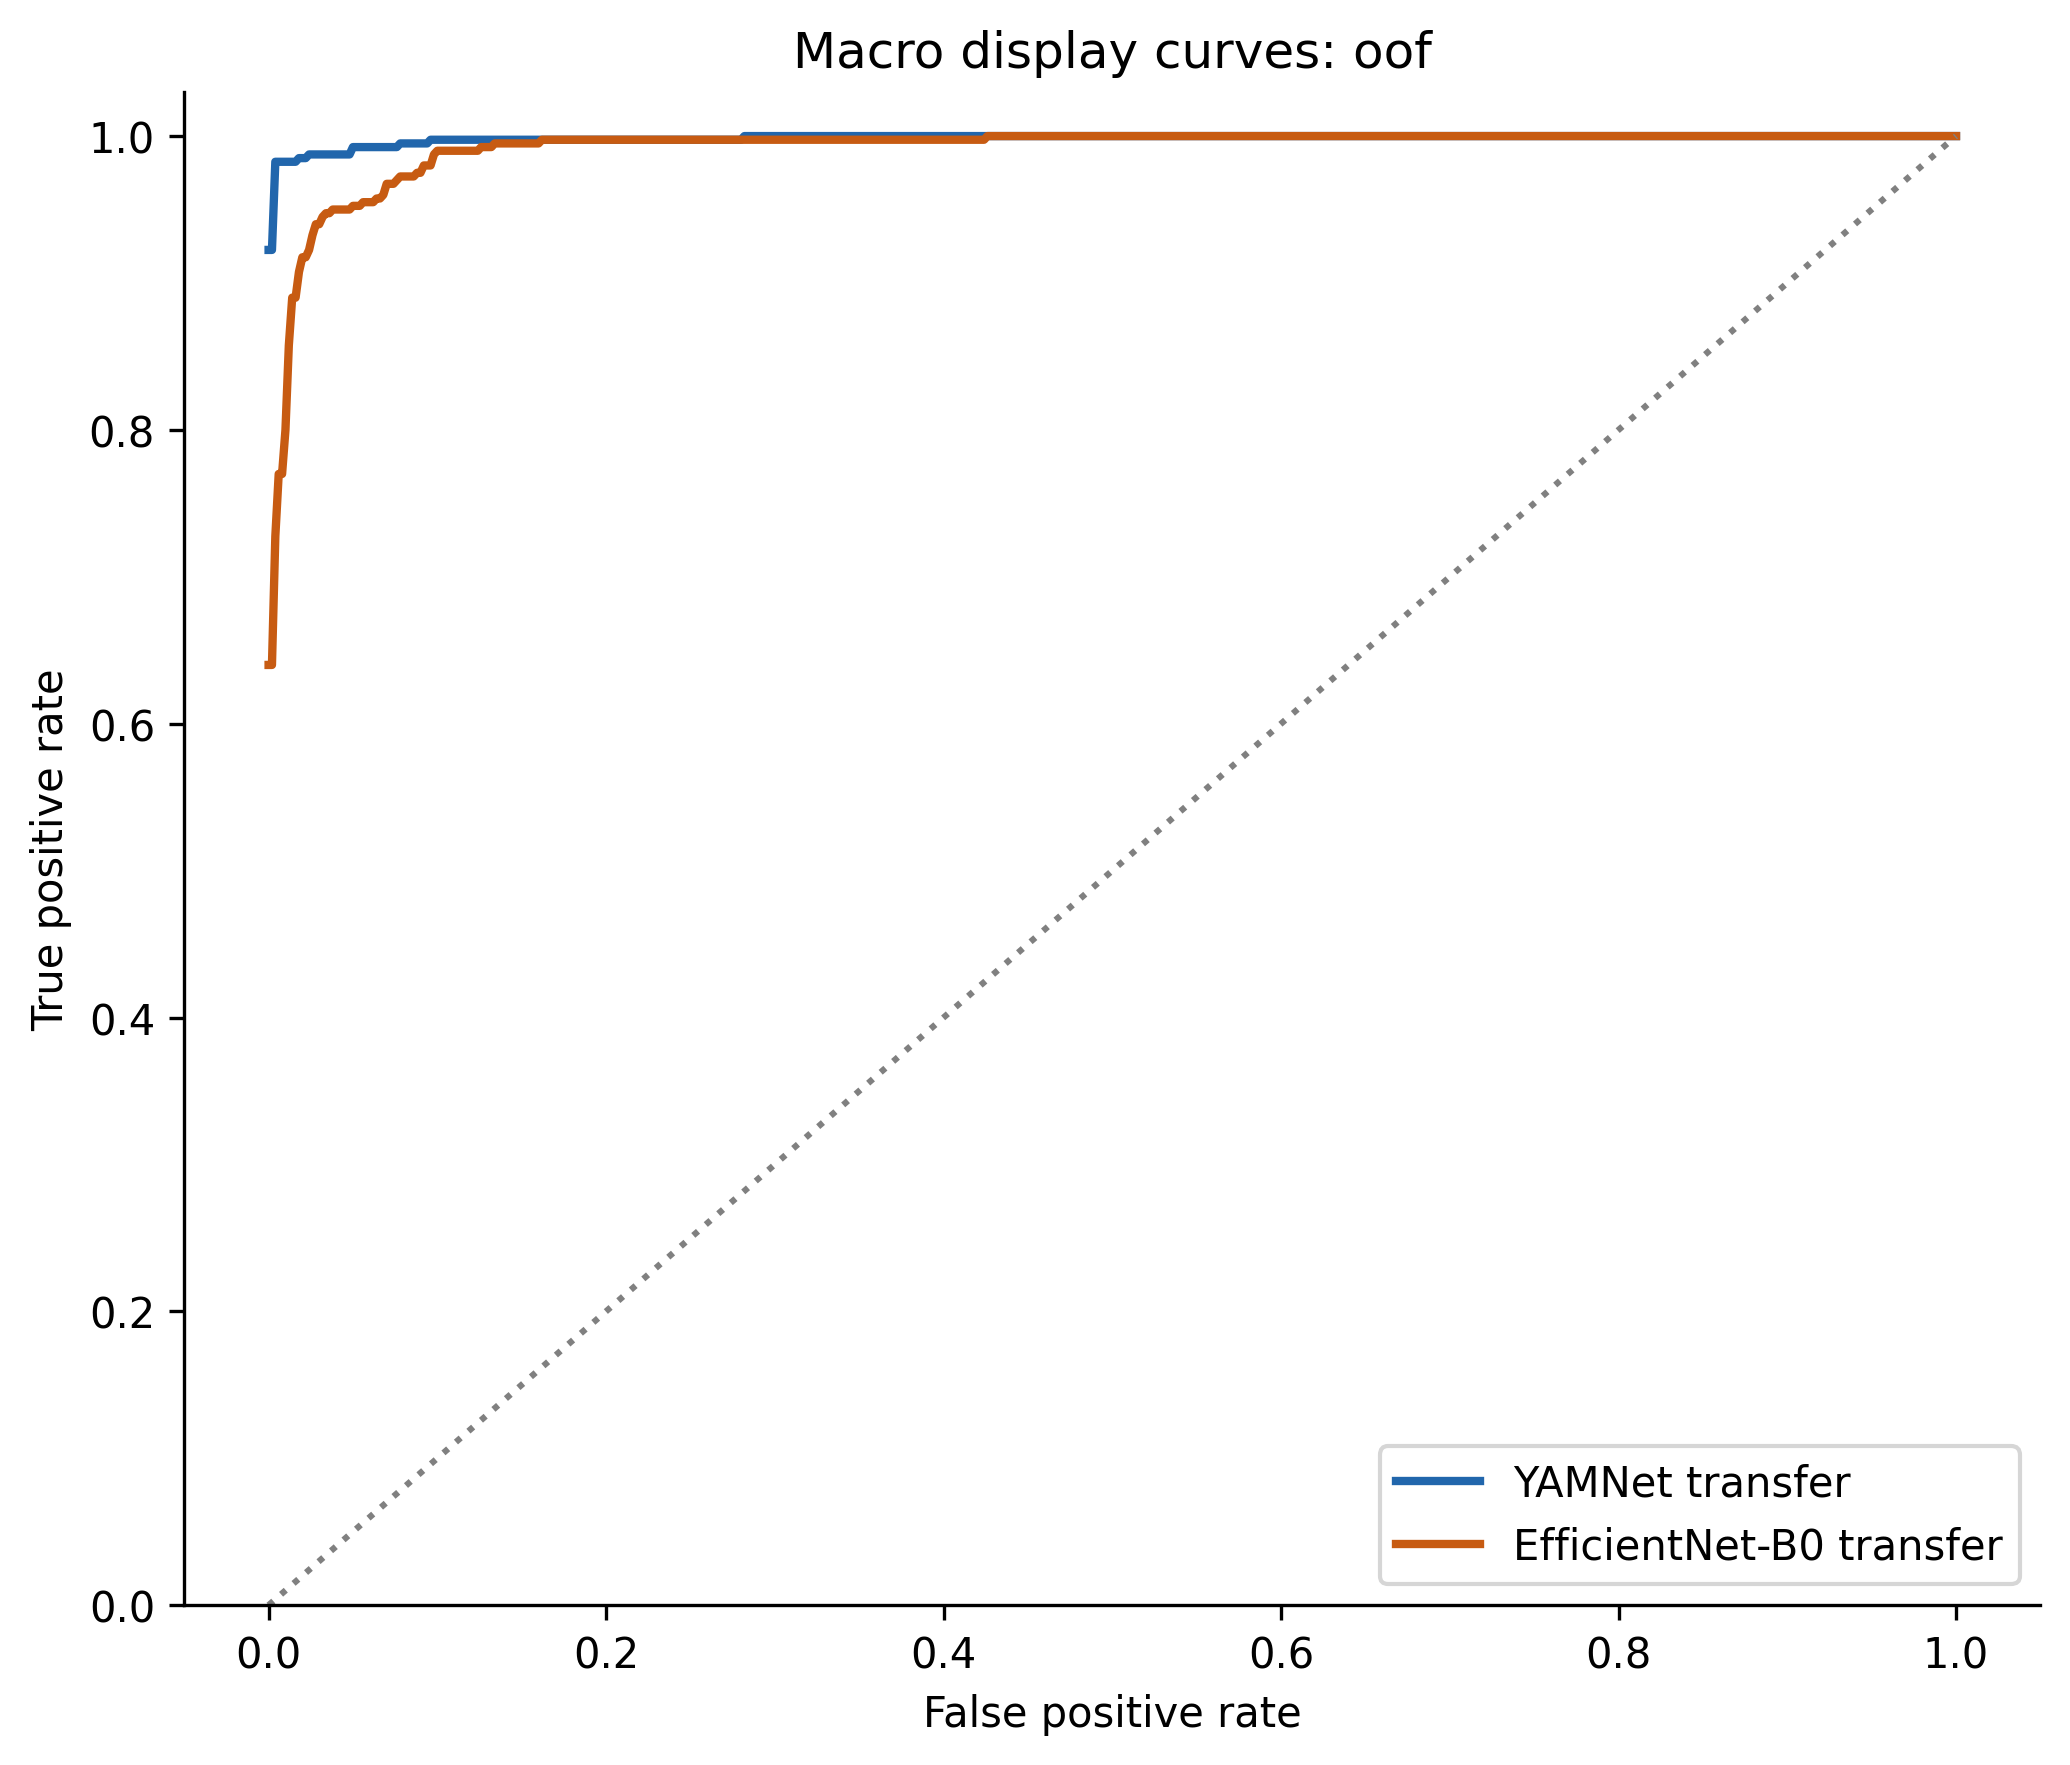 Macro display curves: oof
True positive rate
1.0
0.8
0.6
0.4
0.2
0.0
0.0 0.2 0.4 0.6 0.8 1.0
False positive rate
YAMNet transfer
EfficientNet-B0 transfer